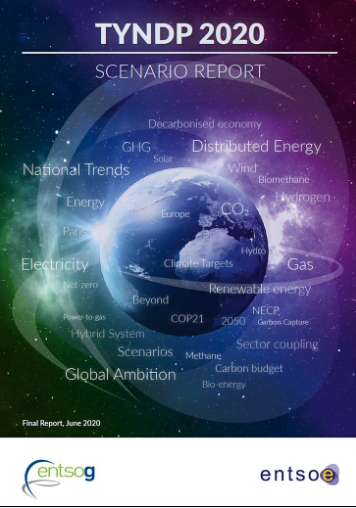 TYNDP 2020
SCENARIO REPORT
Decarbonised economy
GHG
Distributed Energy
Solar
National Trends
Wind
Biomethane
Energy
Hydrogen
Europe
CO₂
Paris
Hydro
Electricity
Climate Targets
Gas
Net-zero
Renewable energy
Beyond
Power-to-gas
COP21
2050
NECP
Carbon Capture
Hybrid System
Sector coupling
Scenarios
Methane
Global Ambition
Carbon budget
Bio-energy
Final Report, June 2020
entsog
entsoe